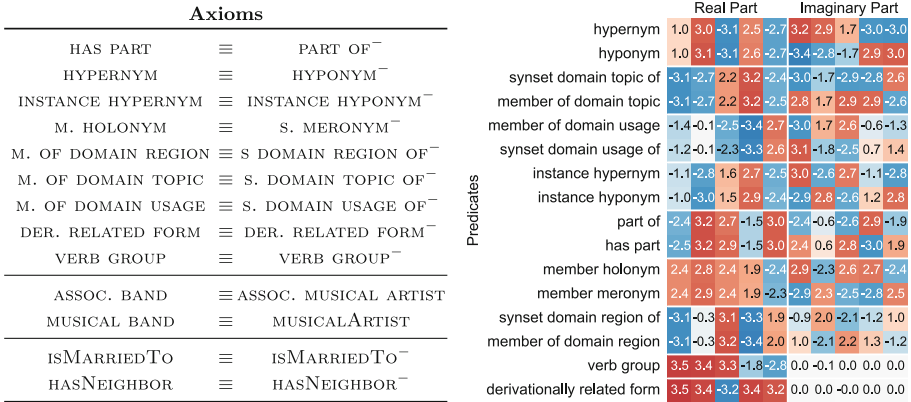 Axioms
HAS PART ≡ PART OF⁻
HYPERNYM ≡ HYPONYM⁻
INSTANCE HYPERNYM ≡ INSTANCE HYPONYM⁻
M. HOLONYM ≡ S. MERONYM⁻
M. OF DOMAIN REGION ≡ S DOMAIN REGION OF⁻
M. OF DOMAIN TOPIC ≡ S. DOMAIN TOPIC OF⁻
M. OF DOMAIN USAGE ≡ S. DOMAIN USAGE OF⁻
DER. RELATED FORM ≡ DER. RELATED FORM⁻
VERB GROUP ≡ VERB GROUP⁻
ASSOC. BAND ≡ ASSOC. MUSICAL ARTIST
MUSICAL BAND ≡ MUSICALARTIST
ISMARRIEDTO ≡ ISMARRIEDTO⁻
HASNEIGHBOR ≡ HASNEIGHBOR⁻
Real Part Imaginary Part
Predicates
hypernym 1.0 3.0 -3.1 2.5 -2.7 3.2 2.9 1.7 -3.0 -3.0
hyponym 1.0 3.1 -3.1 2.6 -2.7 -3.4 -2.8 -1.7 2.9 3.0
synset domain topic of -3.1 -2.7 2.2 3.2 -2.4 -3.0 -1.7 -2.9 -2.8 2.6
member of domain topic -3.1 -2.7 2.2 3.2 -2.5 2.8 1.7 2.9 2.9 -2.6
member of domain usage -1.4 -0.1 -2.5 -3.4 2.7 -3.0 1.7 2.6 -0.6 -1.3
synset domain usage of -1.2 -0.1 -2.3 -3.3 2.6 3.1 -1.8 -2.5 0.7 1.4
instance hypernym -1.1 -2.8 1.6 2.7 -2.5 3.0 -2.6 2.7 -1.1 -2.8
instance hyponym -1.0 -3.0 1.5 2.9 -2.4 -2.9 2.8 -2.6 1.2 2.8
part of -2.4 3.2 2.7 -1.5 3.0 -2.4 -0.6 -2.6 2.9 -1.9
has part -2.5 3.2 2.9 -1.5 3.0 2.4 0.6 2.8 -3.0 1.9
member holonym 2.4 2.8 2.4 1.9 -2.4 2.9 -2.3 2.6 2.7 -2.4
member meronym 2.4 2.9 2.4 1.9 -2.3 -2.9 2.3 -2.5 -2.8 2.5
synset domain region of -3.1 -0.3 3.1 -3.3 1.9 -0.9 2.0 -2.1 -1.2 1.0
member of domain region -3.1 -0.3 3.2 -3.4 2.0 1.0 -2.1 2.2 1.3 -1.2
verb group 3.5 3.4 3.3 -1.8 -2.8 0.0 -0.1 0.0 0.0 0.0
derivationally related form 3.5 3.4 -3.2 3.4 3.2 0.0 0.0 -0.0 0.0 0.0